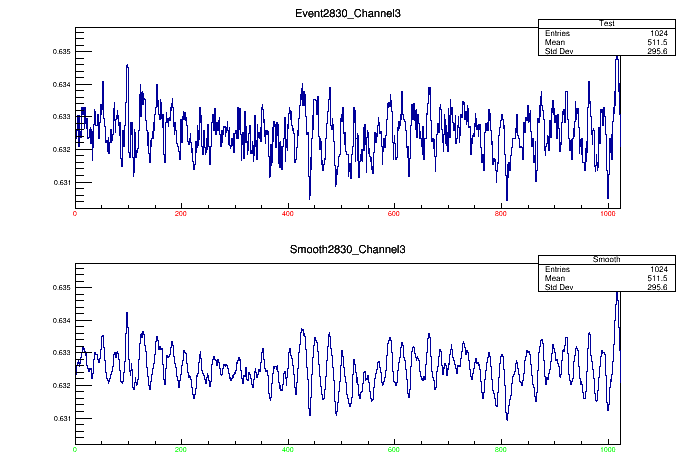 Event2830_Channel3
Test
Entries 1024
Mean 511.5
Std Dev 295.6
0.635
0.634
0.633
0.632
0.631
0 200 400 600 800 1000
Smooth2830_Channel3
Smooth
Entries 1024
Mean 511.5
Std Dev 295.6
0.635
0.634
0.633
0.632
0.631
0 200 400 600 800 1000